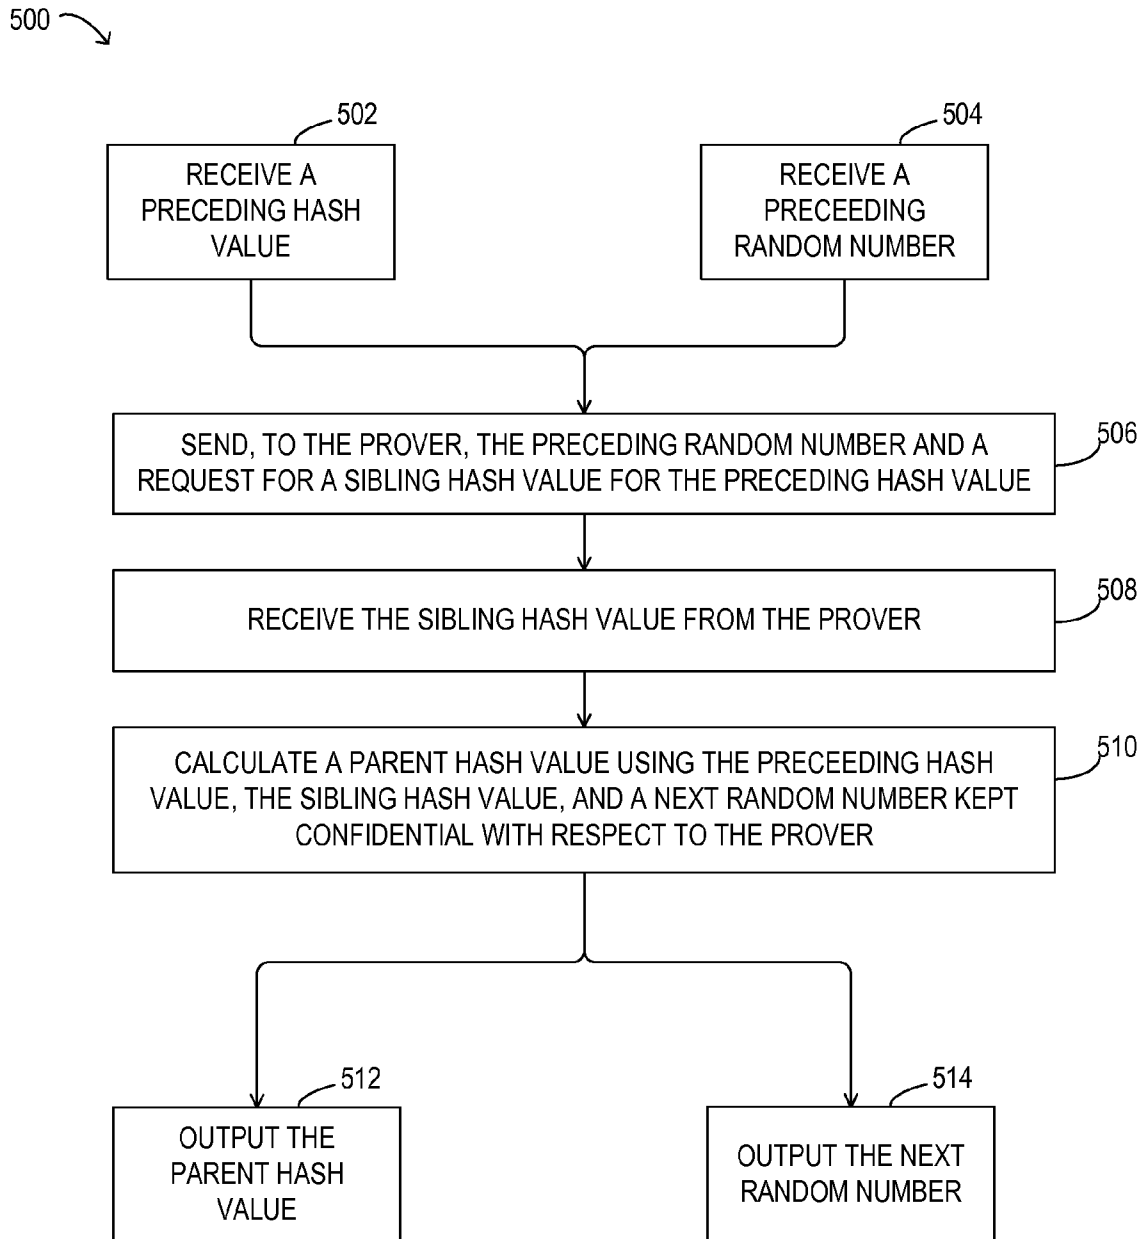 500
502
504
RECEIVE A
PRECEDING HASH
VALUE
RECEIVE A
PRECEEDING
RANDOM NUMBER
506
SEND, TO THE PROVER, THE PRECEDING RANDOM NUMBER AND A
REQUEST FOR A SIBLING HASH VALUE FOR THE PRECEDING HASH VALUE
508
RECEIVE THE SIBLING HASH VALUE FROM THE PROVER
510
CALCULATE A PARENT HASH VALUE USING THE PRECEEDING HASH
VALUE, THE SIBLING HASH VALUE, AND A NEXT RANDOM NUMBER KEPT
CONFIDENTIAL WITH RESPECT TO THE PROVER
512
514
OUTPUT THE
PARENT HASH
VALUE
OUTPUT THE NEXT
RANDOM NUMBER